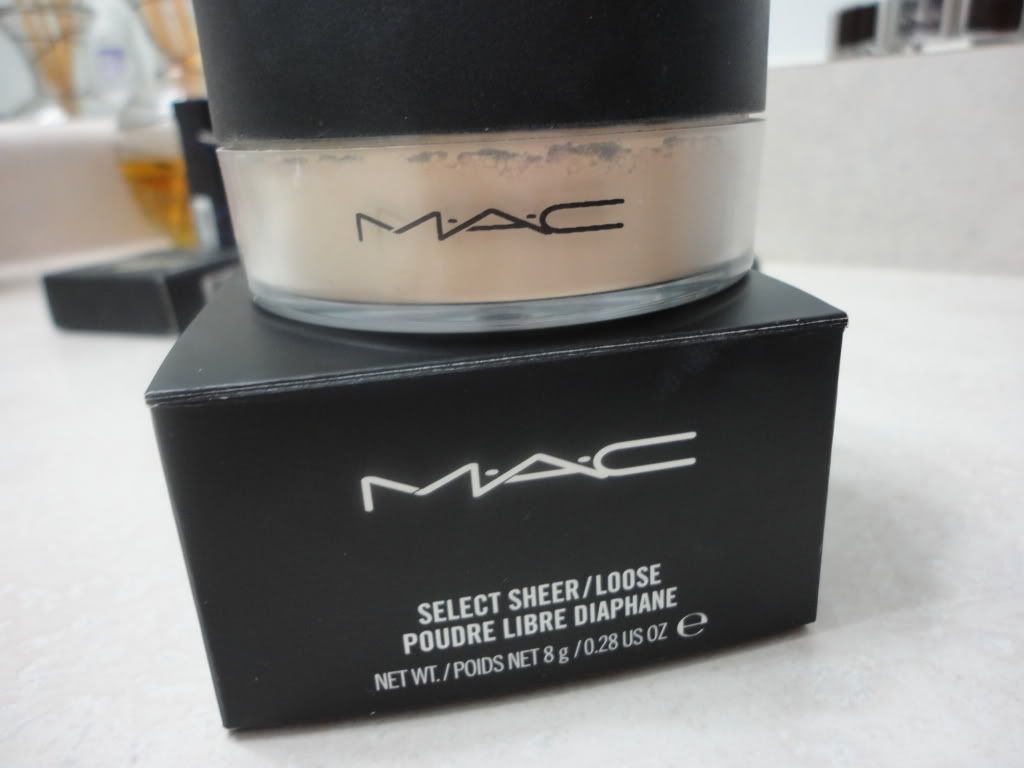 M·A·C
M·A·C
SELECT SHEER/LOOSE
POUDRE LIBRE DIAPHANE
NET WT./POIDS NET 8 g/0.28 US OZ ℮